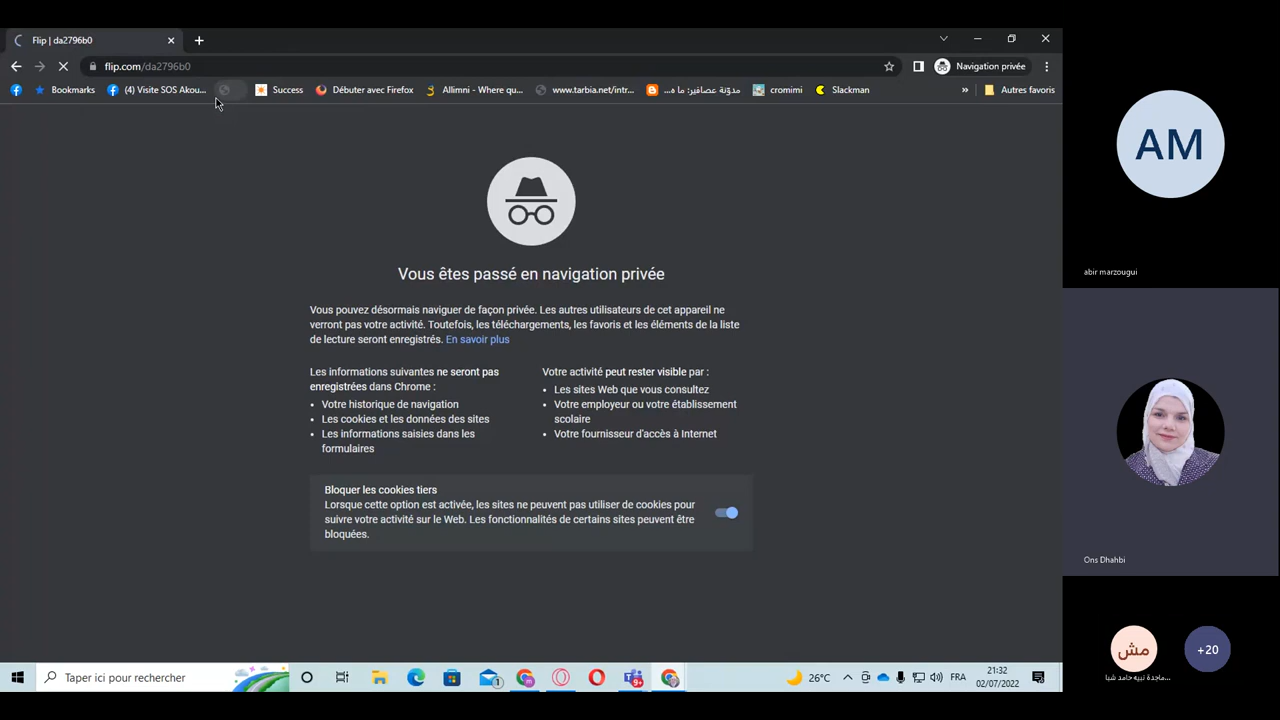 Flip | da2796b0
flip.com/da2796b0
Navigation privée
Bookmarks
(4) Visite SOS Akou...
Success
Débuter avec Firefox
Allimni - Where qu...
www.tarbia.net/intr...
مدوّنة عصافير: ما ه...
cromimi
Slackman
»
Autres favoris
Vous êtes passé en navigation privée
Vous pouvez désormais naviguer de façon privée. Les autres utilisateurs de cet appareil ne
verront pas votre activité. Toutefois, les téléchargements, les favoris et les éléments de la liste
de lecture seront enregistrés. En savoir plus
Les informations suivantes ne seront pas
enregistrées dans Chrome :
• Votre historique de navigation
• Les cookies et les données des sites
• Les informations saisies dans les
formulaires
Votre activité peut rester visible par :
• Les sites Web que vous consultez
• Votre employeur ou votre établissement
scolaire
• Votre fournisseur d'accès à Internet
Bloquer les cookies tiers
Lorsque cette option est activée, les sites ne peuvent pas utiliser de cookies pour
suivre votre activité sur le Web. Les fonctionnalités de certains sites peuvent être
bloquées.
Taper ici pour rechercher
1
9+
26°C
FRA
21:32
02/07/2022
AM
abir marzougui
Ons Dhahbi
مش
+20
ماجدة نبيه حامد شبا...